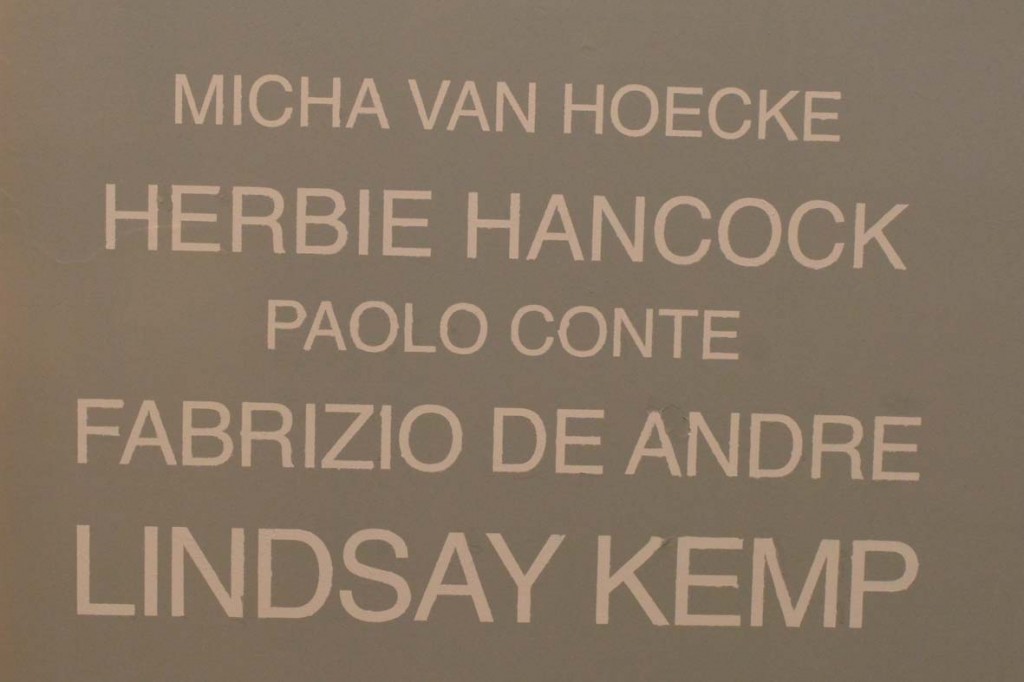 MICHA VAN HOECKE
HERBIE HANCOCK
PAOLO CONTE
FABRIZIO DE ANDRE
LINDSAY KEMP